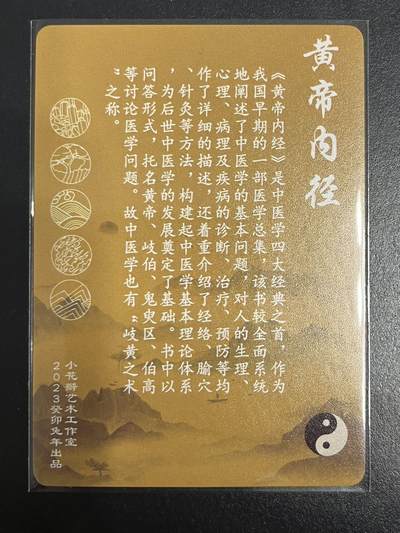 黄帝内径
《黄帝内经》是中医学四大经典之首，作为
我国早期的一部医学总集，该书较全面系统
地阐述了中医学的基本问题，对人的生理、
心理、病理及疾病的诊断、治疗、预防等均
作了详细的描述，还着重介绍了经络、腧穴
、针灸等方法，构建起中医学基本理论体系
，为后世中医学的发展奠定了基础。书中以
问答形式，托名黄帝、岐伯、鬼臾区、伯高
等讨论医学问题。故中医学也有“岐黄之术
”之称。
小花瓣艺术工作室
2023癸卯兔年出品